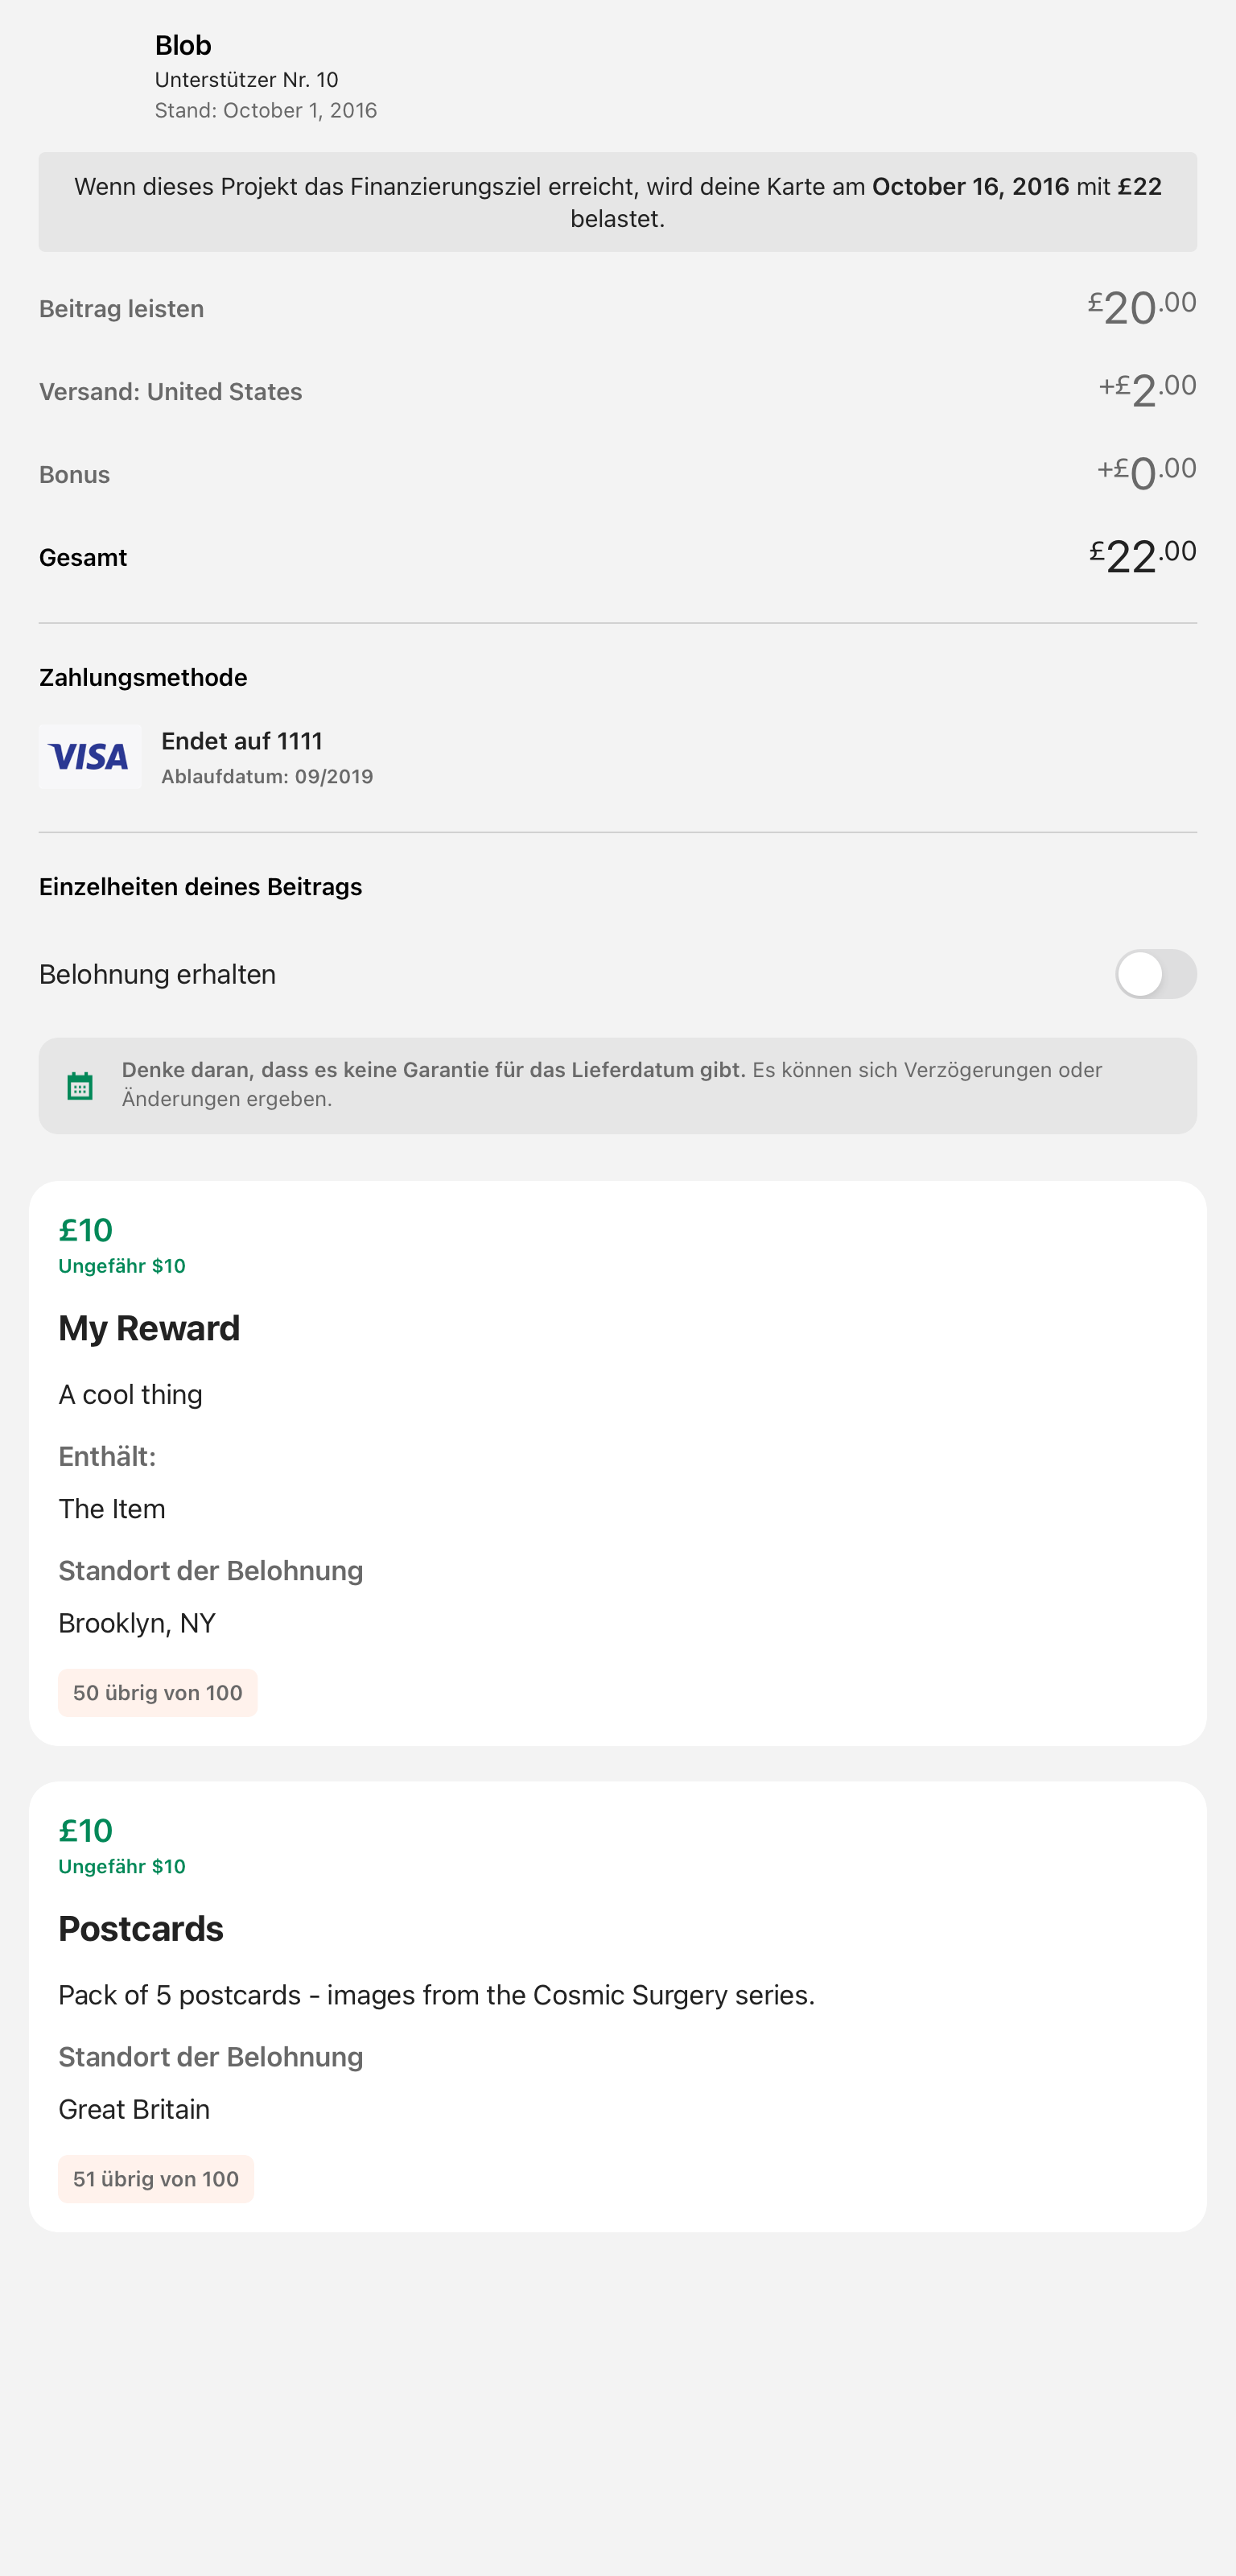 Blob
Unterstützer Nr. 10
Stand: October 1, 2016
Wenn dieses Projekt das Finanzierungsziel erreicht, wird deine Karte am October 16, 2016 mit £22
belastet.
Beitrag leisten £20.00
Versand: United States +£2.00
Bonus +£0.00
Gesamt £22.00
Zahlungsmethode
VISA
Endet auf 1111
Ablaufdatum: 09/2019
Einzelheiten deines Beitrags
Belohnung erhalten
Denke daran, dass es keine Garantie für das Lieferdatum gibt. Es können sich Verzögerungen oder
Änderungen ergeben.
£10
Ungefähr $10
My Reward
A cool thing
Enthält:
The Item
Standort der Belohnung
Brooklyn, NY
50 übrig von 100
£10
Ungefähr $10
Postcards
Pack of 5 postcards - images from the Cosmic Surgery series.
Standort der Belohnung
Great Britain
51 übrig von 100